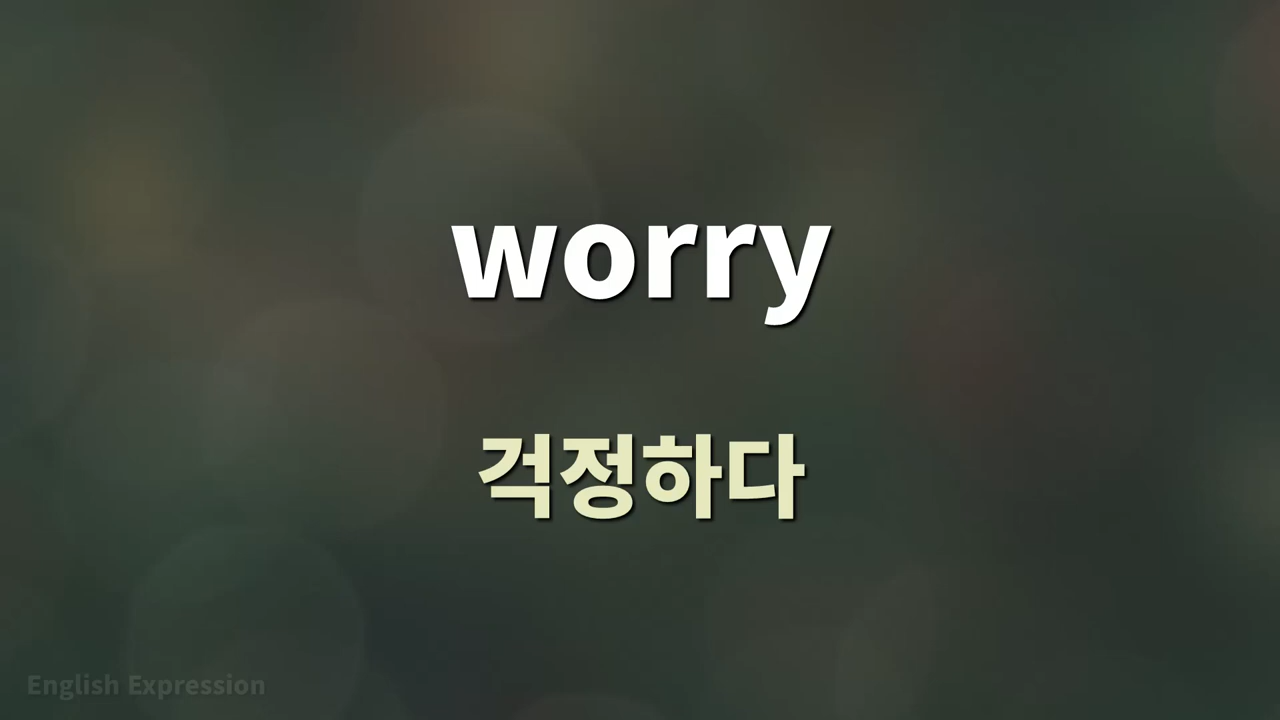 worry
걱정하다
English Expression